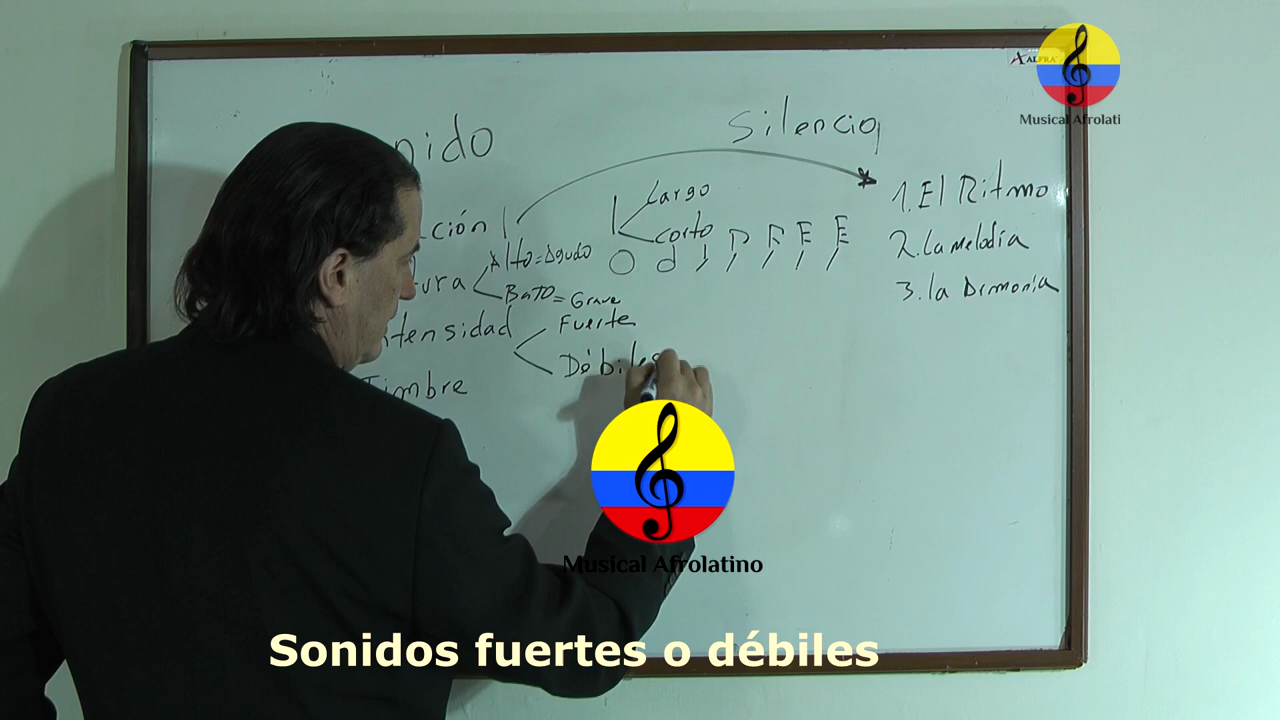 nido
Silencio
ALFRA
Musical Afrolati
Largo
1. El Ritmo
ción
corto
Alto = Agudo
2. La melodía
ura
Bajo = Grave
3. la Armonía
Fuerte
ntensidad
Débiles
Timbre
Musical Afrolatino
Sonidos fuertes o débiles